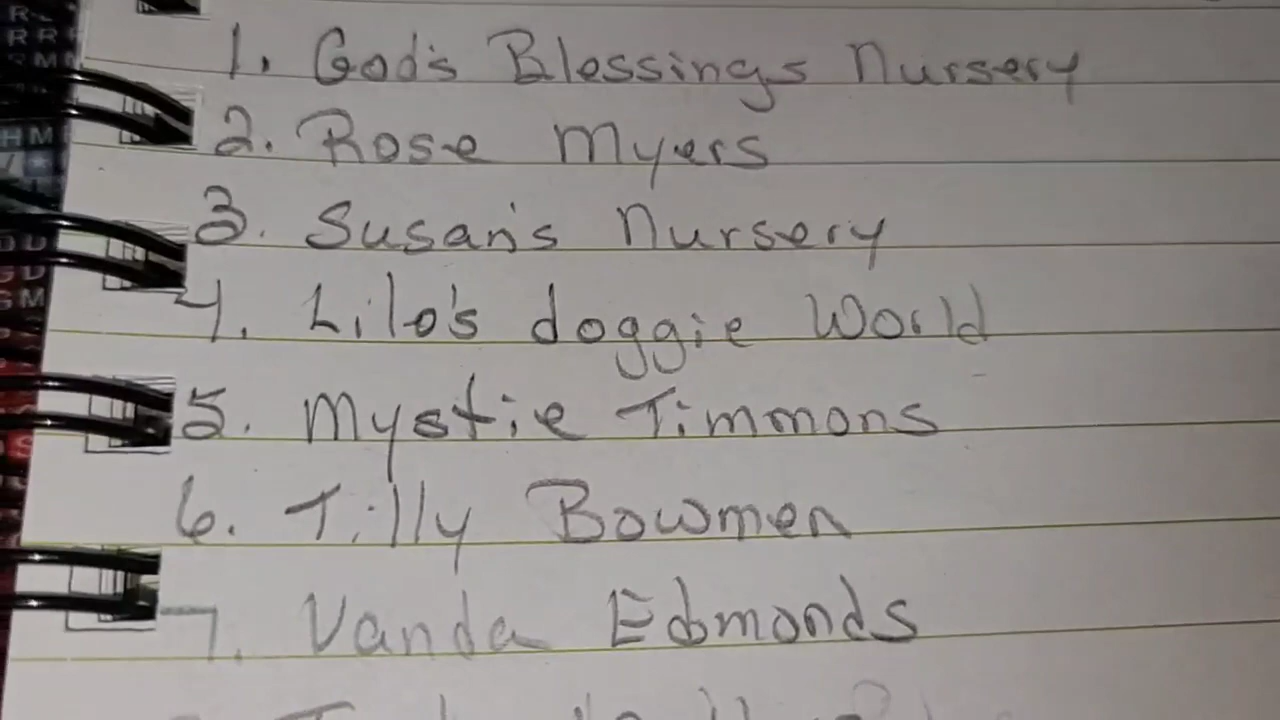 1. God's Blessings Nursery
2. Rose Myers
3. Susan's Nursery
4. Lilo's doggie World
5. Mystie Timmons
6. Tilly Bowmen
7. Vanda Edmonds